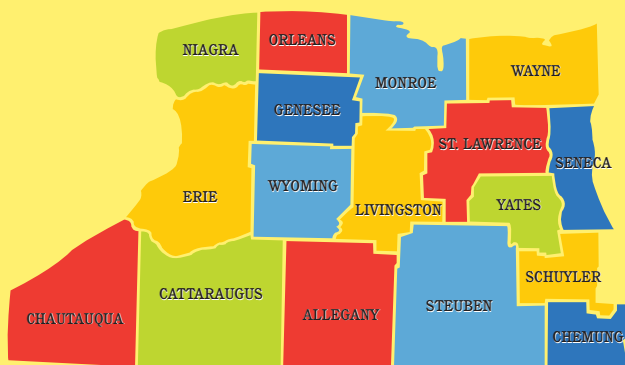 NIAGRA
ORLEANS
MONROE
WAYNE
GENESEE
ST. LAWRENCE
SENECA
ERIE
WYOMING
LIVINGSTON
YATES
CHAUTAUQUA
CATTARAUGUS
ALLEGANY
STEUBEN
SCHUYLER
CHEMUNG